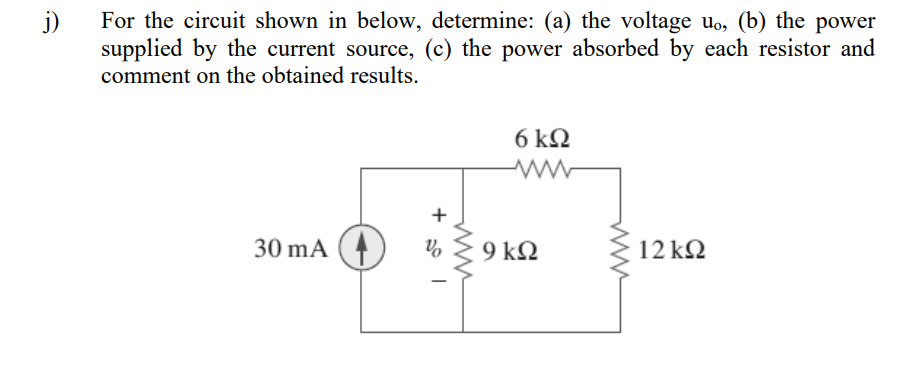 j) For the circuit shown in below, determine: (a) the voltage uₒ, (b) the power
supplied by the current source, (c) the power absorbed by each resistor and
comment on the obtained results.
6 kΩ
+
30 mA
vₒ
9 kΩ
12 kΩ
−